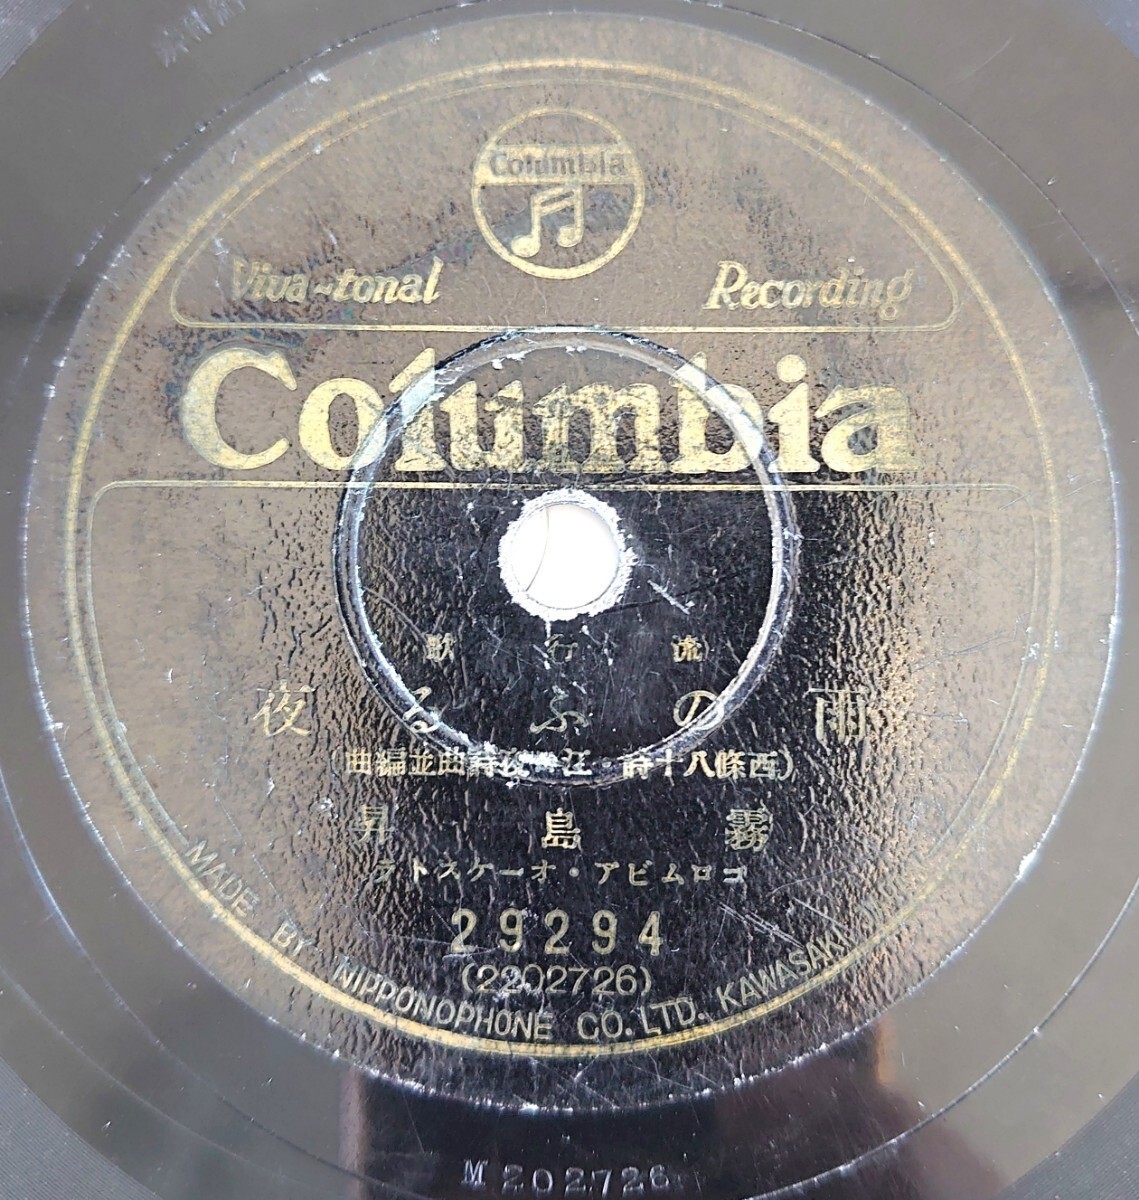 Columbia
Viva-tonal Recording
Columbia
流行歌
雨のふる夜
(西條八十詩・江口夜詩曲並編曲)
霧島昇
コロムビア・オーケストラ
29294
(2202726)
MADE BY NIPPONOPHONE CO. LTD. KAWASAKI
M 202726